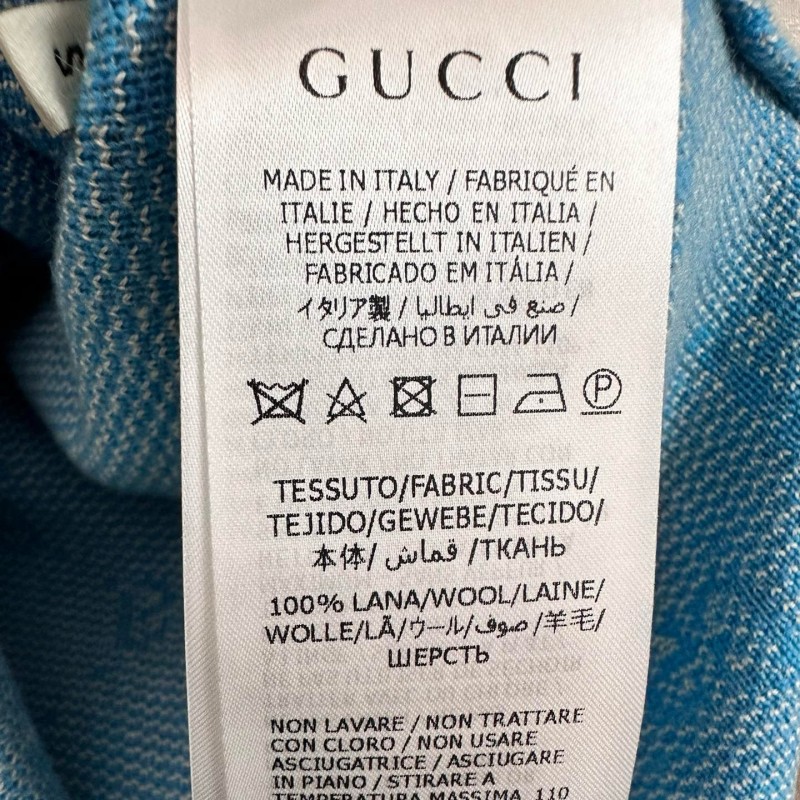 GUCCI
MADE IN ITALY / FABRIQUÉ EN
ITALIE / HECHO EN ITALIA /
HERGESTELLT IN ITALIEN /
FABRICADO EM ITÁLIA /
イタリア製 / صنع في ايطاليا /
СДЕЛАНО В ИТАЛИИ
P
TESSUTO/FABRIC/TISSU/
TEJIDO/GEWEBE/TECIDO/
本体/ قماش /ТКАНЬ
100% LANA/WOOL/LAINE/
WOLLE/LÃ/ウール/صوف/羊毛/
ШЕРСТЬ
NON LAVARE / NON TRATTARE
CON CLORO / NON USARE
ASCIUGATRICE / ASCIUGARE
IN PIANO / STIRARE A
TEMPERATURA MASSIMA 110